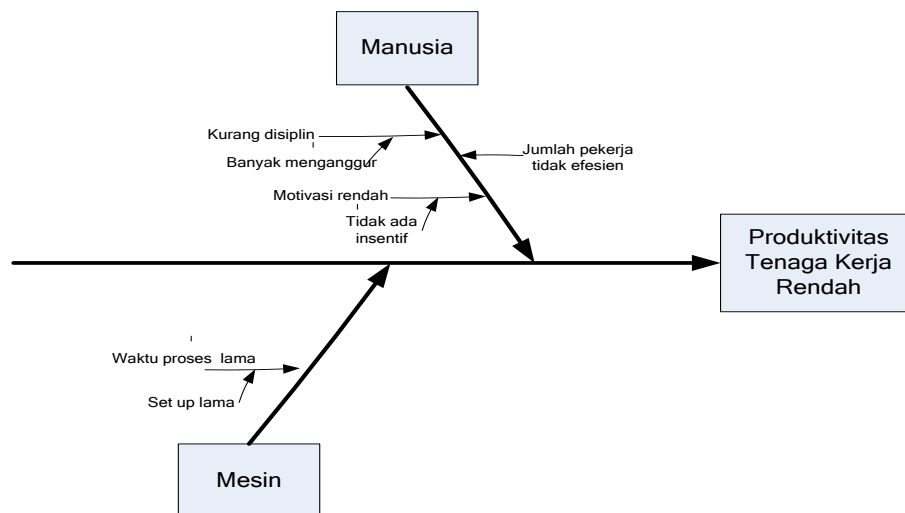 Manusia
Kurang disiplin
Banyak menganggur
Jumlah pekerja
tidak efesien
Motivasi rendah
Tidak ada
insentif
Produktivitas
Tenaga Kerja
Rendah
Waktu proses lama
Set up lama
Mesin